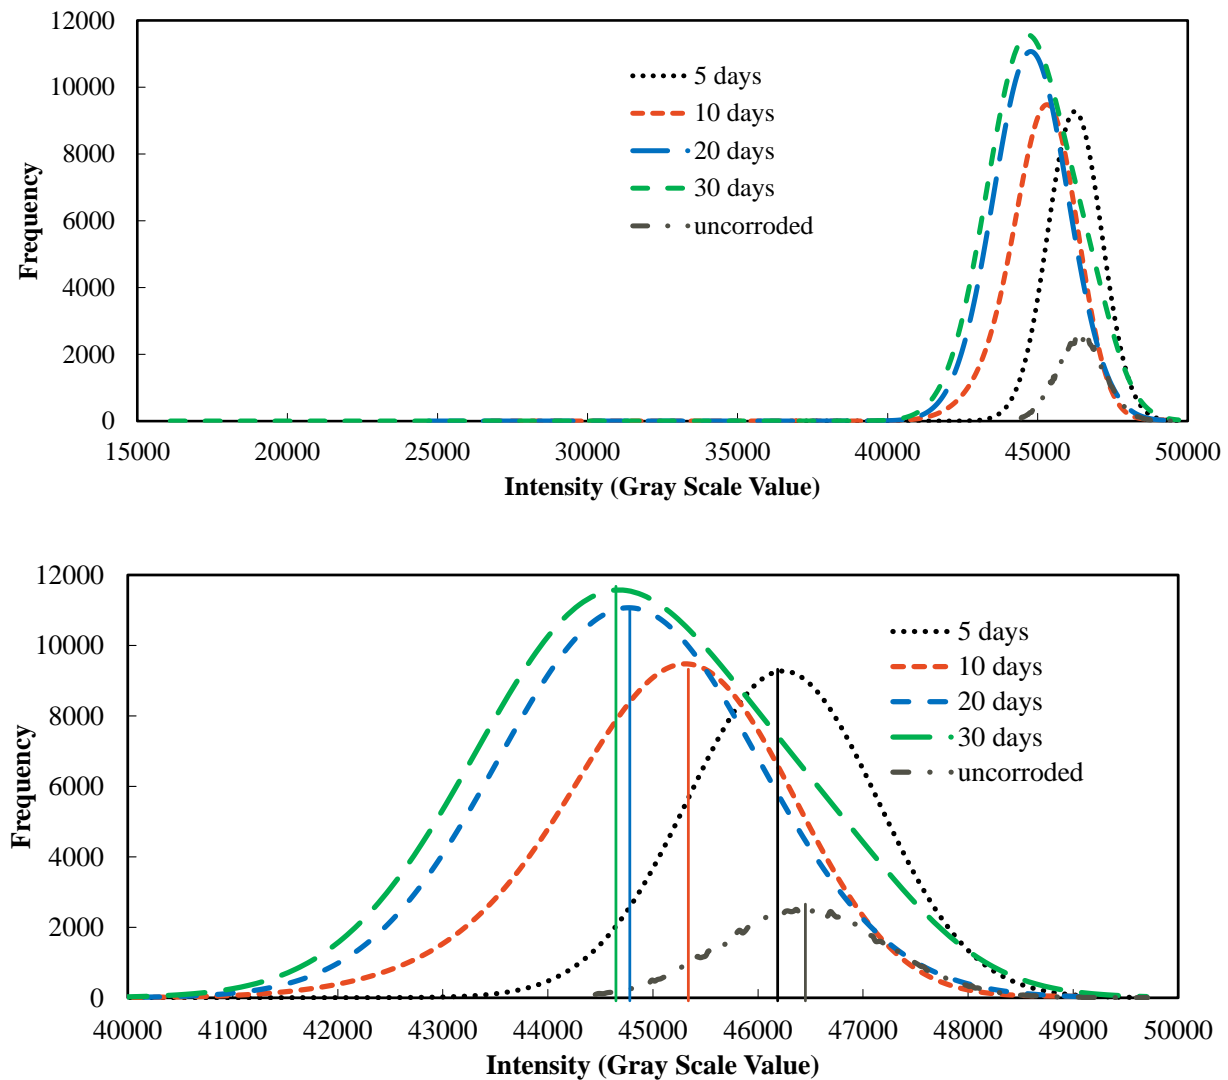 12000
10000
8000
6000
4000
2000
0
Frequency
5 days
10 days
20 days
30 days
uncorroded
15000 20000 25000 30000 35000 40000 45000 50000
Intensity (Gray Scale Value)
12000
10000
8000
6000
4000
2000
0
Frequency
5 days
10 days
20 days
30 days
uncorroded
40000 41000 42000 43000 44000 45000 46000 47000 48000 49000 50000
Intensity (Gray Scale Value)